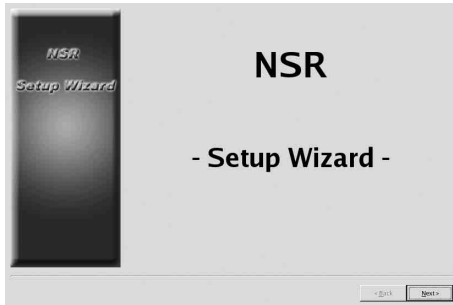 NSR
Setup Wizard
NSR
- Setup Wizard -
< Back
Next >